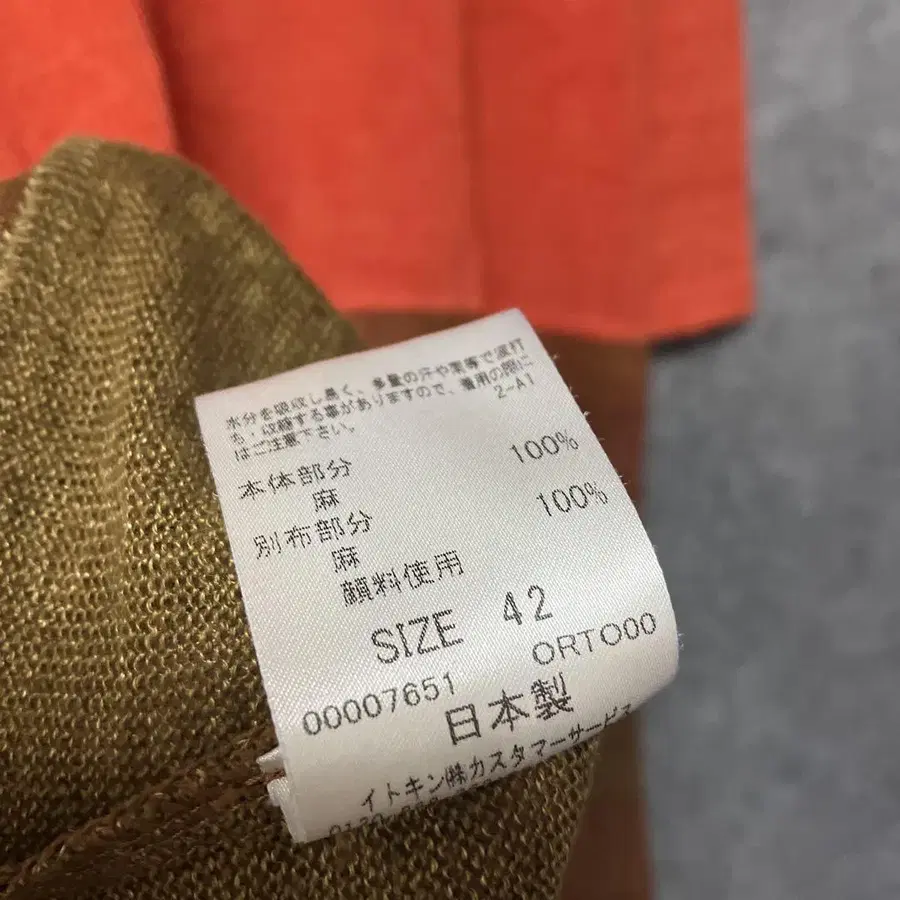 水分を吸収し易く、多量の汗や雨等で波打
ち・収縮する事がありますので、着用の際に
はご注意下さい。
2-A1
本体部分
麻 100%
別布部分
麻 100%
顔料使用
SIZE 42
00007651 ORTO00
日本製
イトキン㈱カスタマーサービス